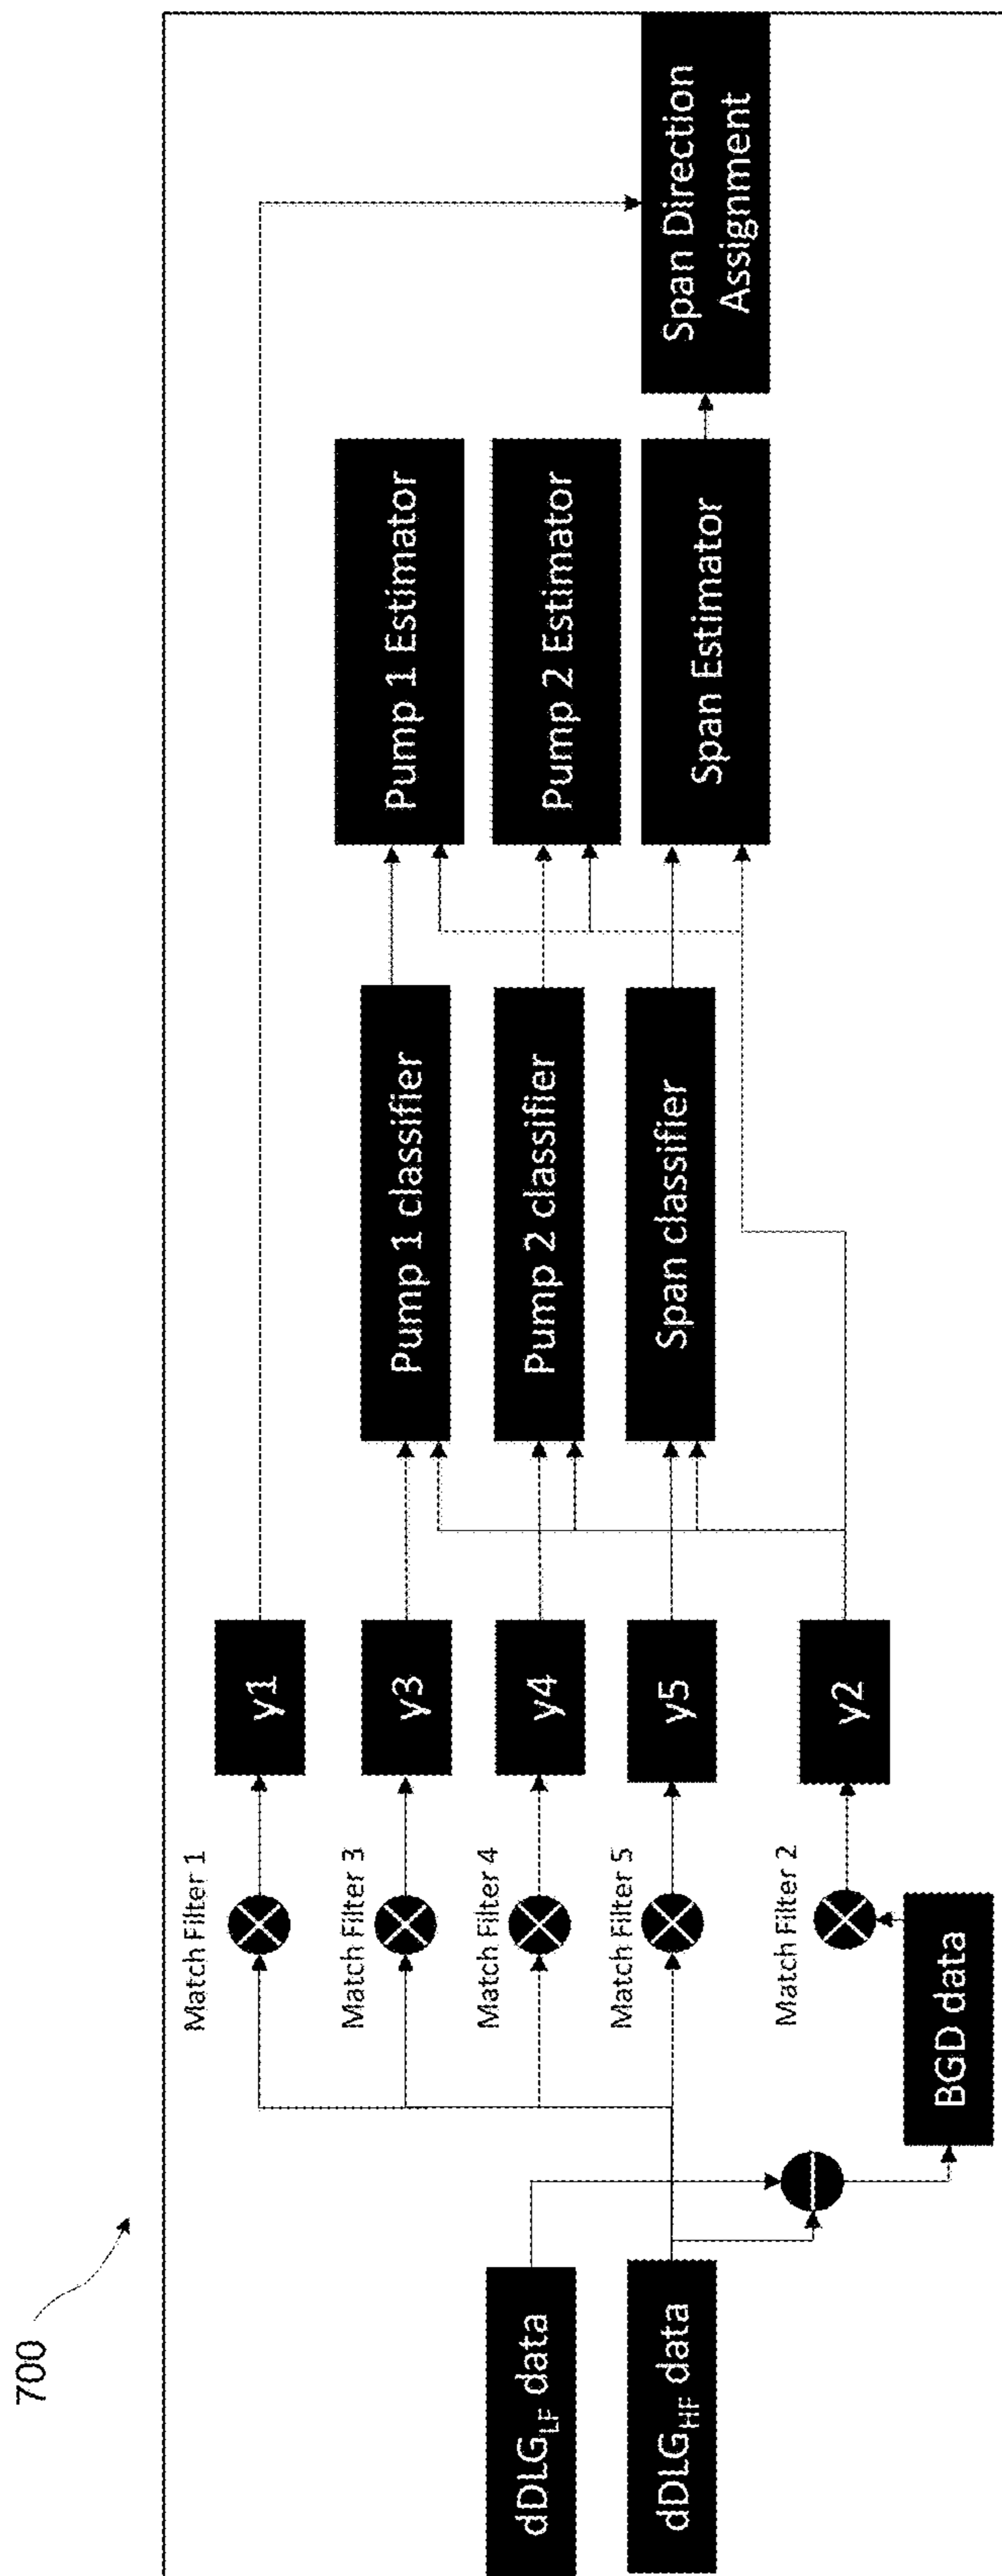 700
dDLG_LF data
dDLG_HF data
BGD data
Match Filter 1
Match Filter 3
Match Filter 4
Match Filter 5
Match Filter 2
y1
y3
y4
y5
y2
Pump 1 classifier
Pump 2 classifier
Span classifier
Pump 1 Estimator
Pump 2 Estimator
Span Estimator
Span Direction
Assignment